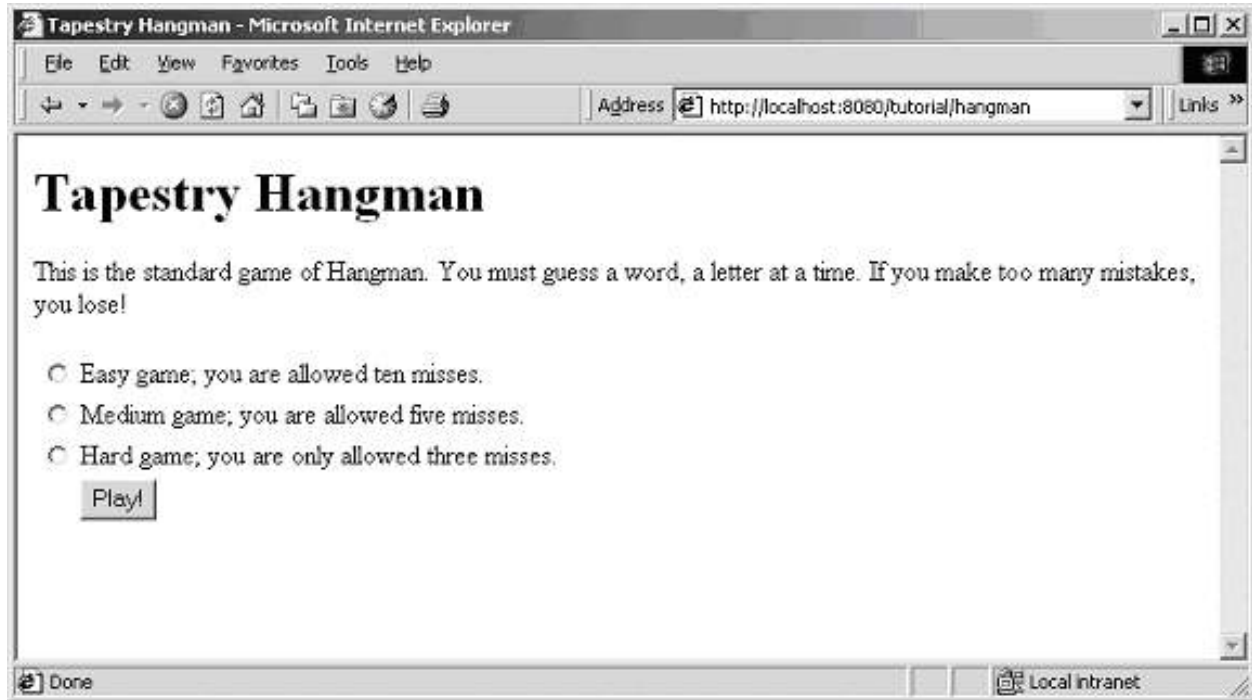 Tapestry Hangman - Microsoft Internet Explorer
File Edit View Favorites Tools Help
Address http://localhost:8080/tutorial/hangman Links »
Tapestry Hangman
This is the standard game of Hangman. You must guess a word, a letter at a time. If you make too many mistakes,
you lose!
Easy game; you are allowed ten misses.
Medium game; you are allowed five misses.
Hard game; you are only allowed three misses.
Play!
Done Local intranet